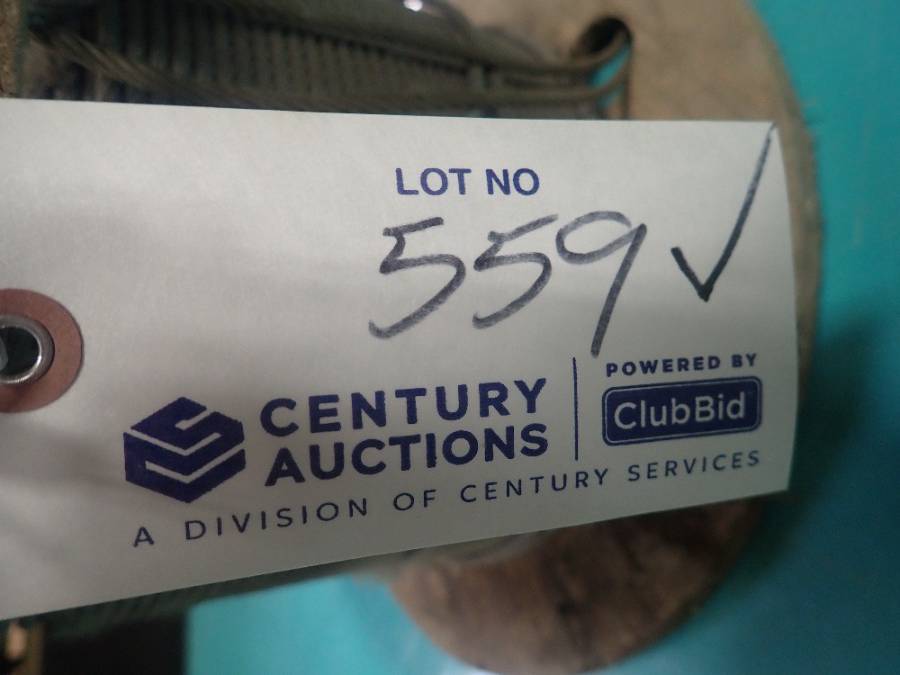 LOT NO
559 ✓
CENTURY
AUCTIONS
A DIVISION OF CENTURY SERVICES
POWERED BY
ClubBid